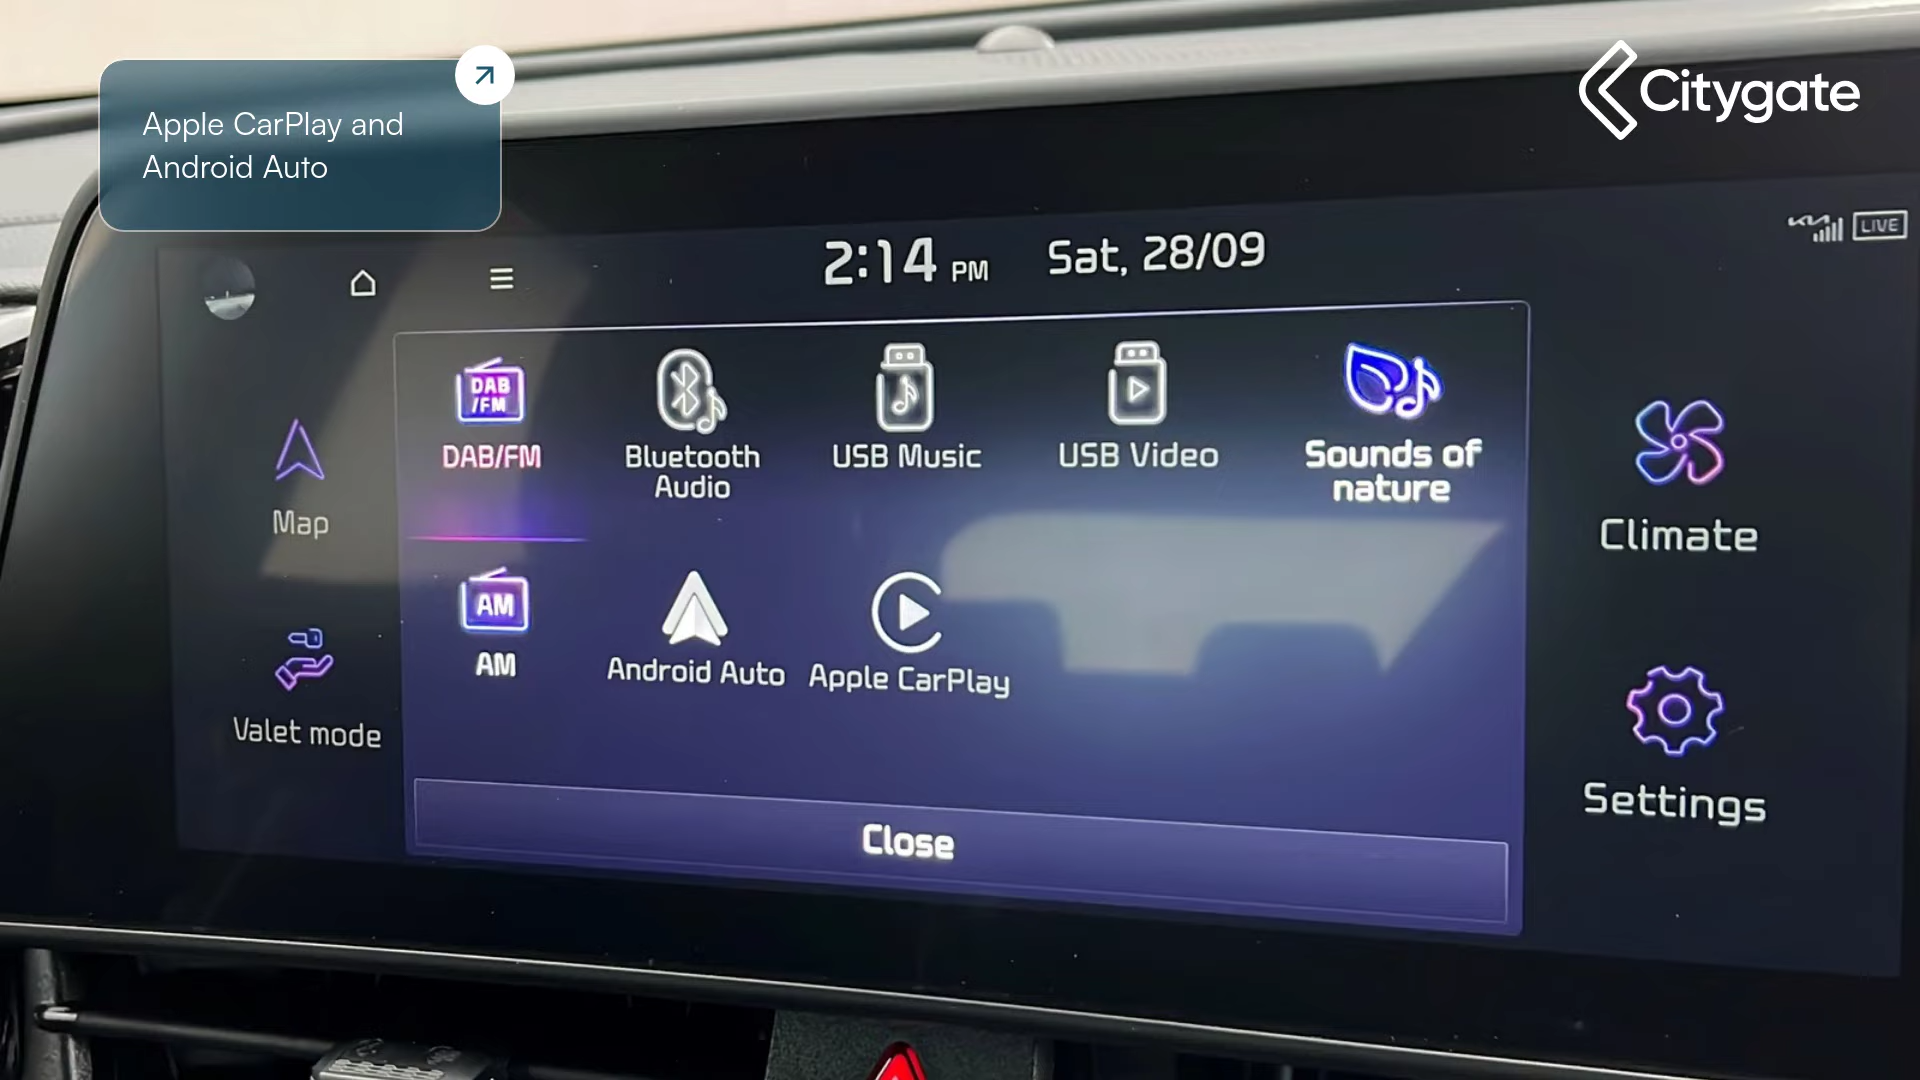 Apple CarPlay and
Android Auto
Citygate
2:14 PM Sat, 28/09
KIA LIVE
DAB
/FM
DAB/FM
Bluetooth
Audio
USB Music
USB Video
Sounds of
nature
Map
Climate
AM
AM
Android Auto
Apple CarPlay
Valet mode
Settings
Close